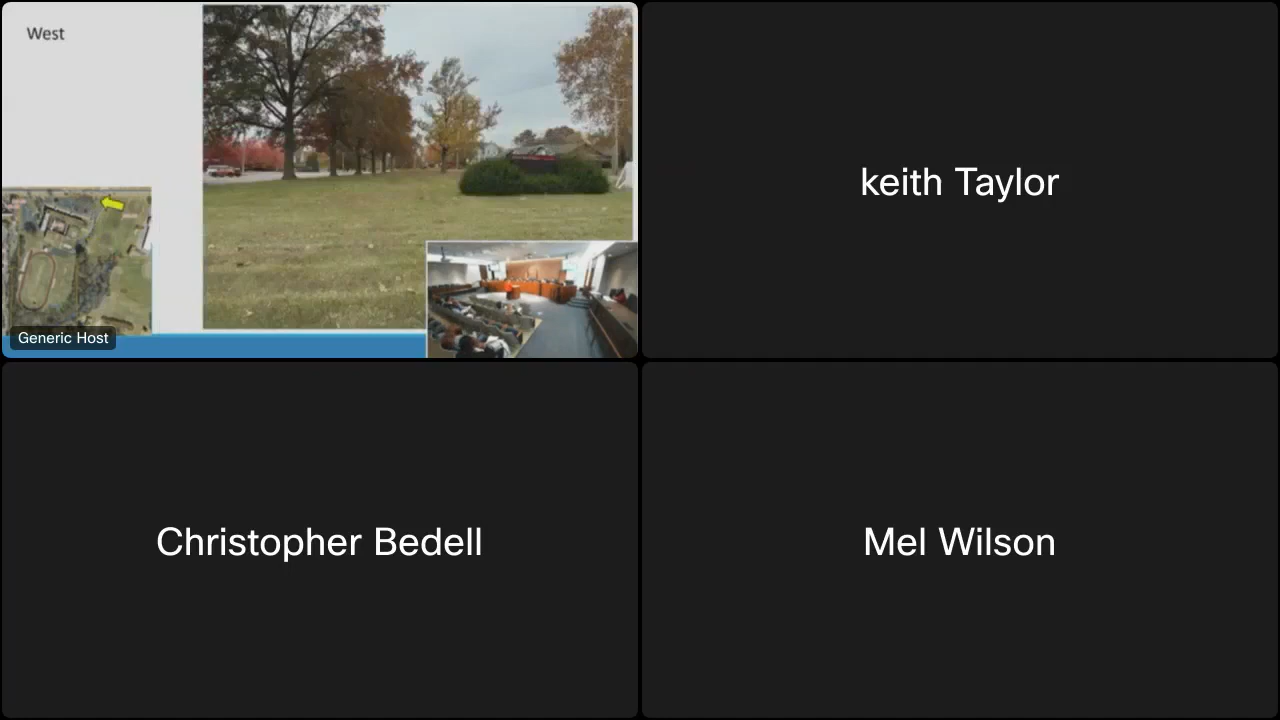 West
Generic Host
keith Taylor
Christopher Bedell
Mel Wilson